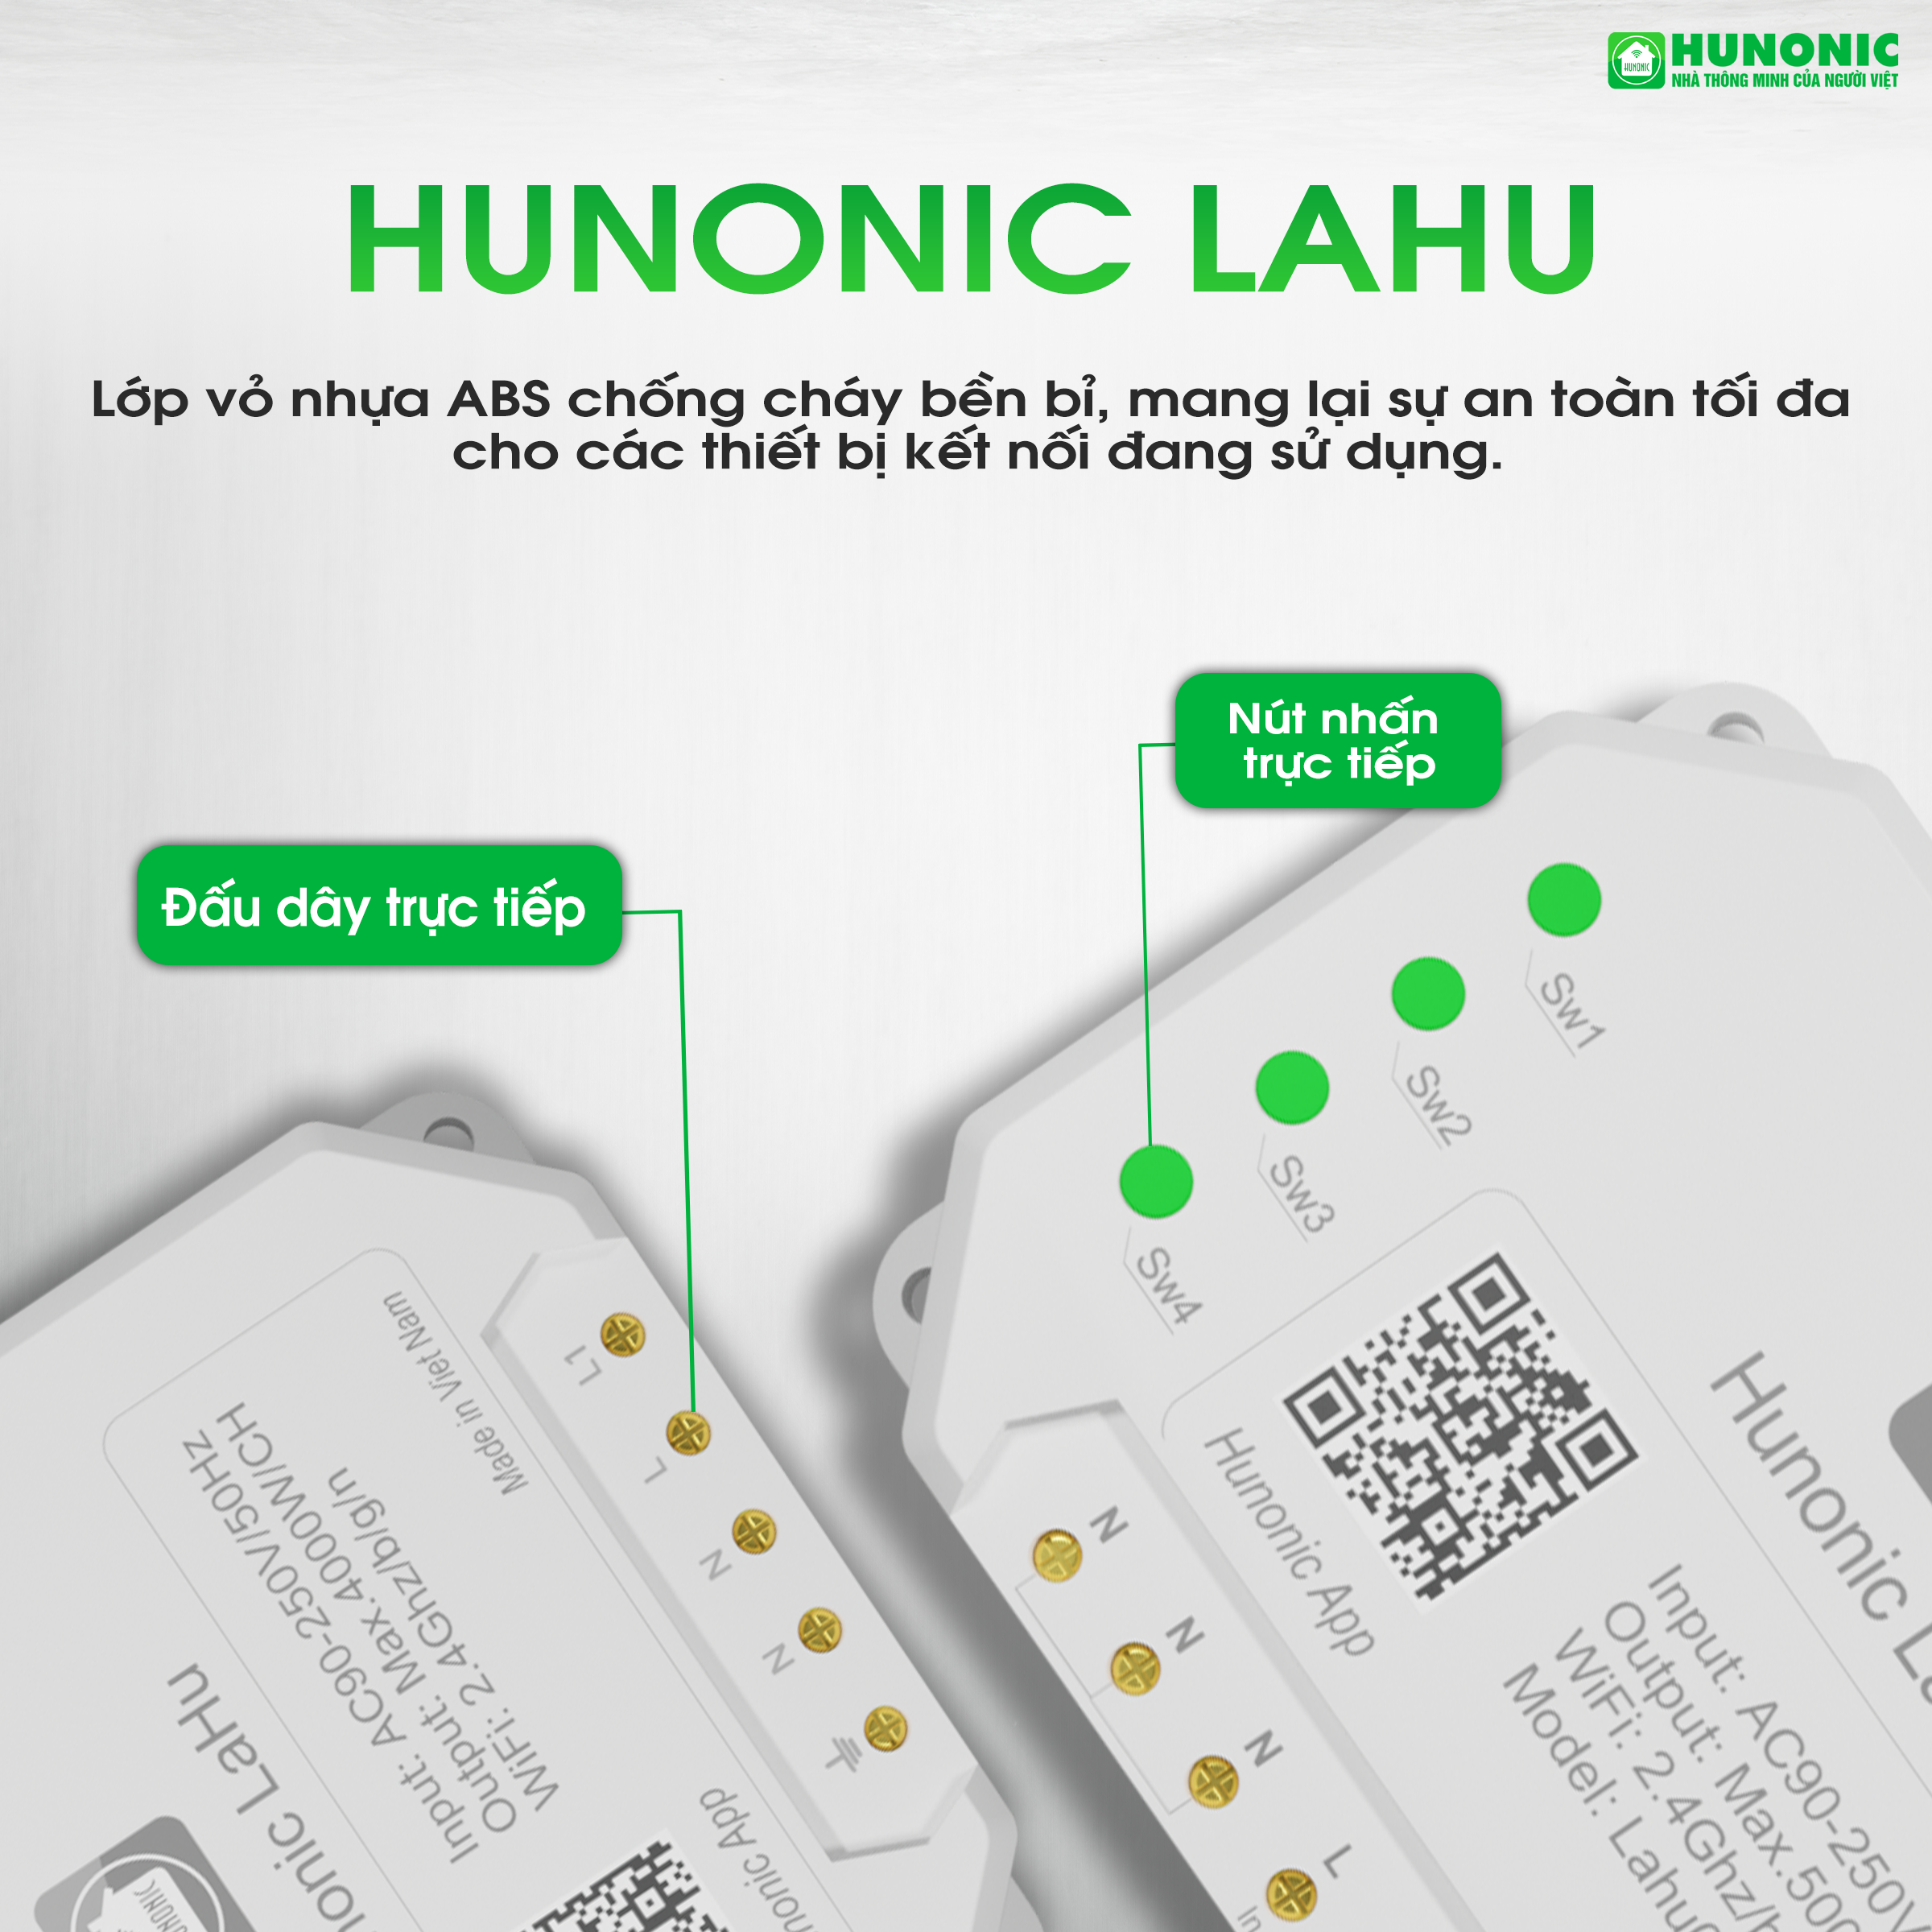 HUNONIC
HUNONIC
NHÀ THÔNG MINH CỦA NGƯỜI VIỆT
HUNONIC LAHU
Lớp vỏ nhựa ABS chống cháy bền bỉ, mang lại sự an toàn tối đa
cho các thiết bị kết nối đang sử dụng.
Nút nhấn
trực tiếp
Đấu dây trực tiếp
Sw1
Sw2
Sw3
Sw4
Made in Viet Nam
L1
L
N
N
Input: AC90-250V/50Hz
Output: Max.4000W/CH
WiFi: 2.4Ghz/b/g/n
LaHu
App
HUNONIC
N
N
N
L
Hunonic App
Hunonic
Input: AC90-250V
Output: Max.
WiFi: 2.4Ghz/
Model: